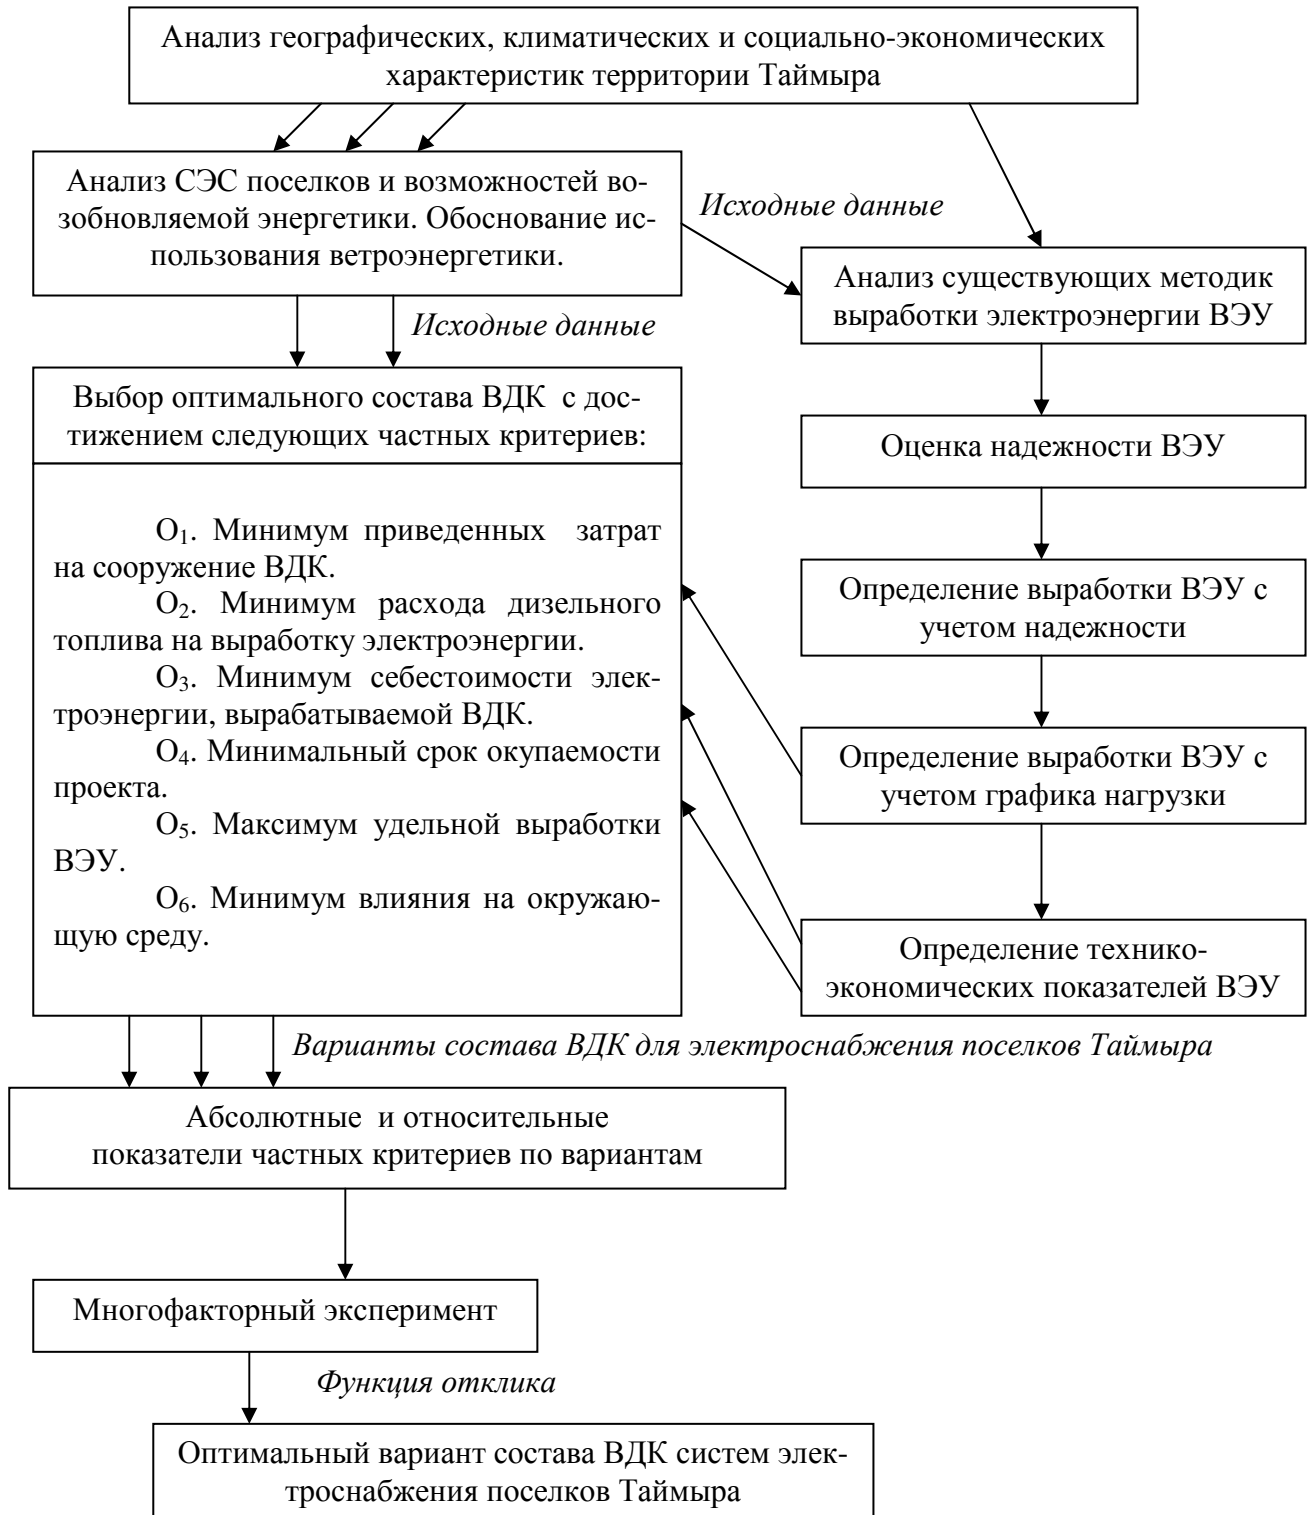 Анализ географических, климатических и социально-экономических
характеристик территории Таймыра
Анализ СЭС поселков и возможностей во-
зобновляемой энергетики. Обоснование ис-
пользования ветроэнергетики.
Исходные данные
Анализ существующих методик
выработки электроэнергии ВЭУ
Исходные данные
Выбор оптимального состава ВДК с дос-
тижением следующих частных критериев:
О₁. Минимум приведенных затрат
на сооружение ВДК.
О₂. Минимум расхода дизельного
топлива на выработку электроэнергии.
О₃. Минимум себестоимости элек-
троэнергии, вырабатываемой ВДК.
О₄. Минимальный срок окупаемости
проекта.
О₅. Максимум удельной выработки
ВЭУ.
О₆. Минимум влияния на окружаю-
щую среду.
Оценка надежности ВЭУ
Определение выработки ВЭУ с
учетом надежности
Определение выработки ВЭУ с
учетом графика нагрузки
Определение технико-
экономических показателей ВЭУ
Варианты состава ВДК для электроснабжения поселков Таймыра
Абсолютные и относительные
показатели частных критериев по вариантам
Многофакторный эксперимент
Функция отклика
Оптимальный вариант состава ВДК систем элек-
троснабжения поселков Таймыра